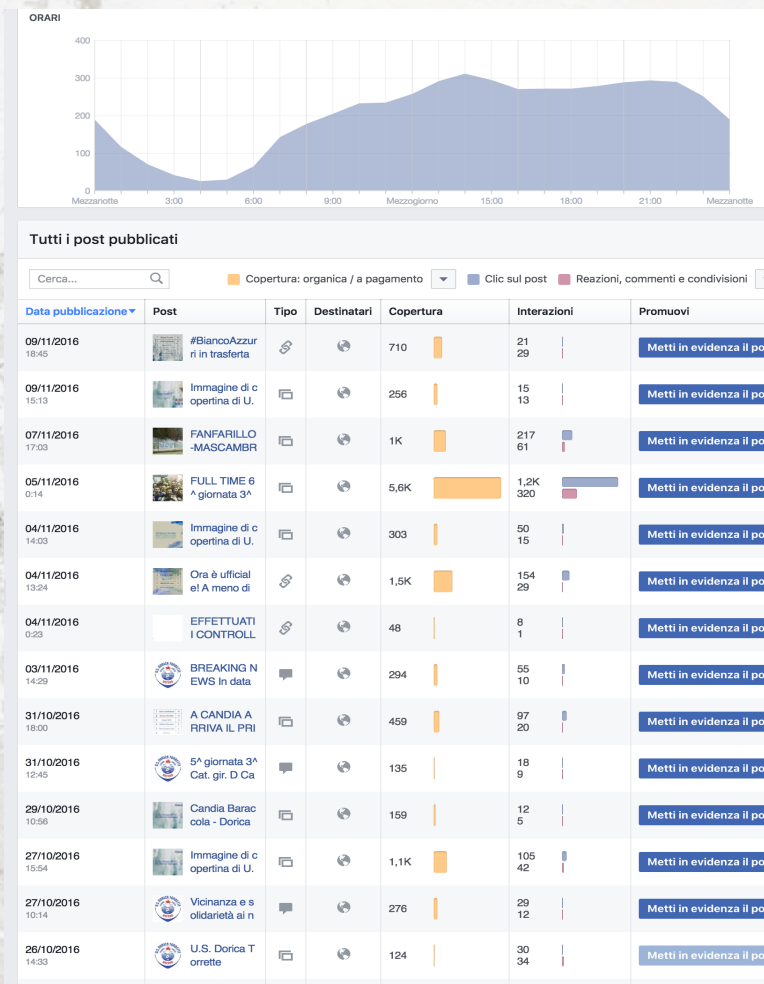 ORARI
400
300
200
100
0
Mezzanotte 3:00 6:00 9:00 Mezzogiorno 15:00 18:00 21:00 Mezzanotte
Tutti i post pubblicati
Cerca... Copertura: organica / a pagamento Clic sul post Reazioni, commenti e condivisioni
Data pubblicazione Post Tipo Destinatari Copertura Interazioni Promuovi
09/11/2016 #BiancoAzzur 710 21 Metti in evidenza il po
18:45 ri in trasferta 29
09/11/2016 Immagine di c 256 15 Metti in evidenza il po
15:13 opertina di U. 13
07/11/2016 FANFARILLO 1K 217 Metti in evidenza il po
17:03 -MASCAMBR 61
05/11/2016 FULL TIME 6 5,6K 1,2K Metti in evidenza il po
0:14 ^ giornata 3^ 320
04/11/2016 Immagine di c 303 50 Metti in evidenza il po
14:03 opertina di U. 15
04/11/2016 Ora è ufficial 1,5K 154 Metti in evidenza il po
13:24 e! A meno di 29
04/11/2016 EFFETTUATI 48 8 Metti in evidenza il po
0:23 I CONTROLL 1
03/11/2016 BREAKING N 294 55 Metti in evidenza il po
14:29 EWS In data 10
31/10/2016 A CANDIA A 459 97 Metti in evidenza il po
18:00 RRIVA IL PRI 20
31/10/2016 5^ giornata 3^ 135 18 Metti in evidenza il po
12:45 Cat. gir. D Ca 9
29/10/2016 Candia Barac 159 12 Metti in evidenza il po
10:56 cola - Dorica 5
27/10/2016 Immagine di c 1,1K 105 Metti in evidenza il po
15:54 opertina di U. 42
27/10/2016 Vicinanza e s 276 29 Metti in evidenza il po
10:14 olidarietà ai n 12
26/10/2016 U.S. Dorica T 124 30 Metti in evidenza il po
14:33 orrette 34